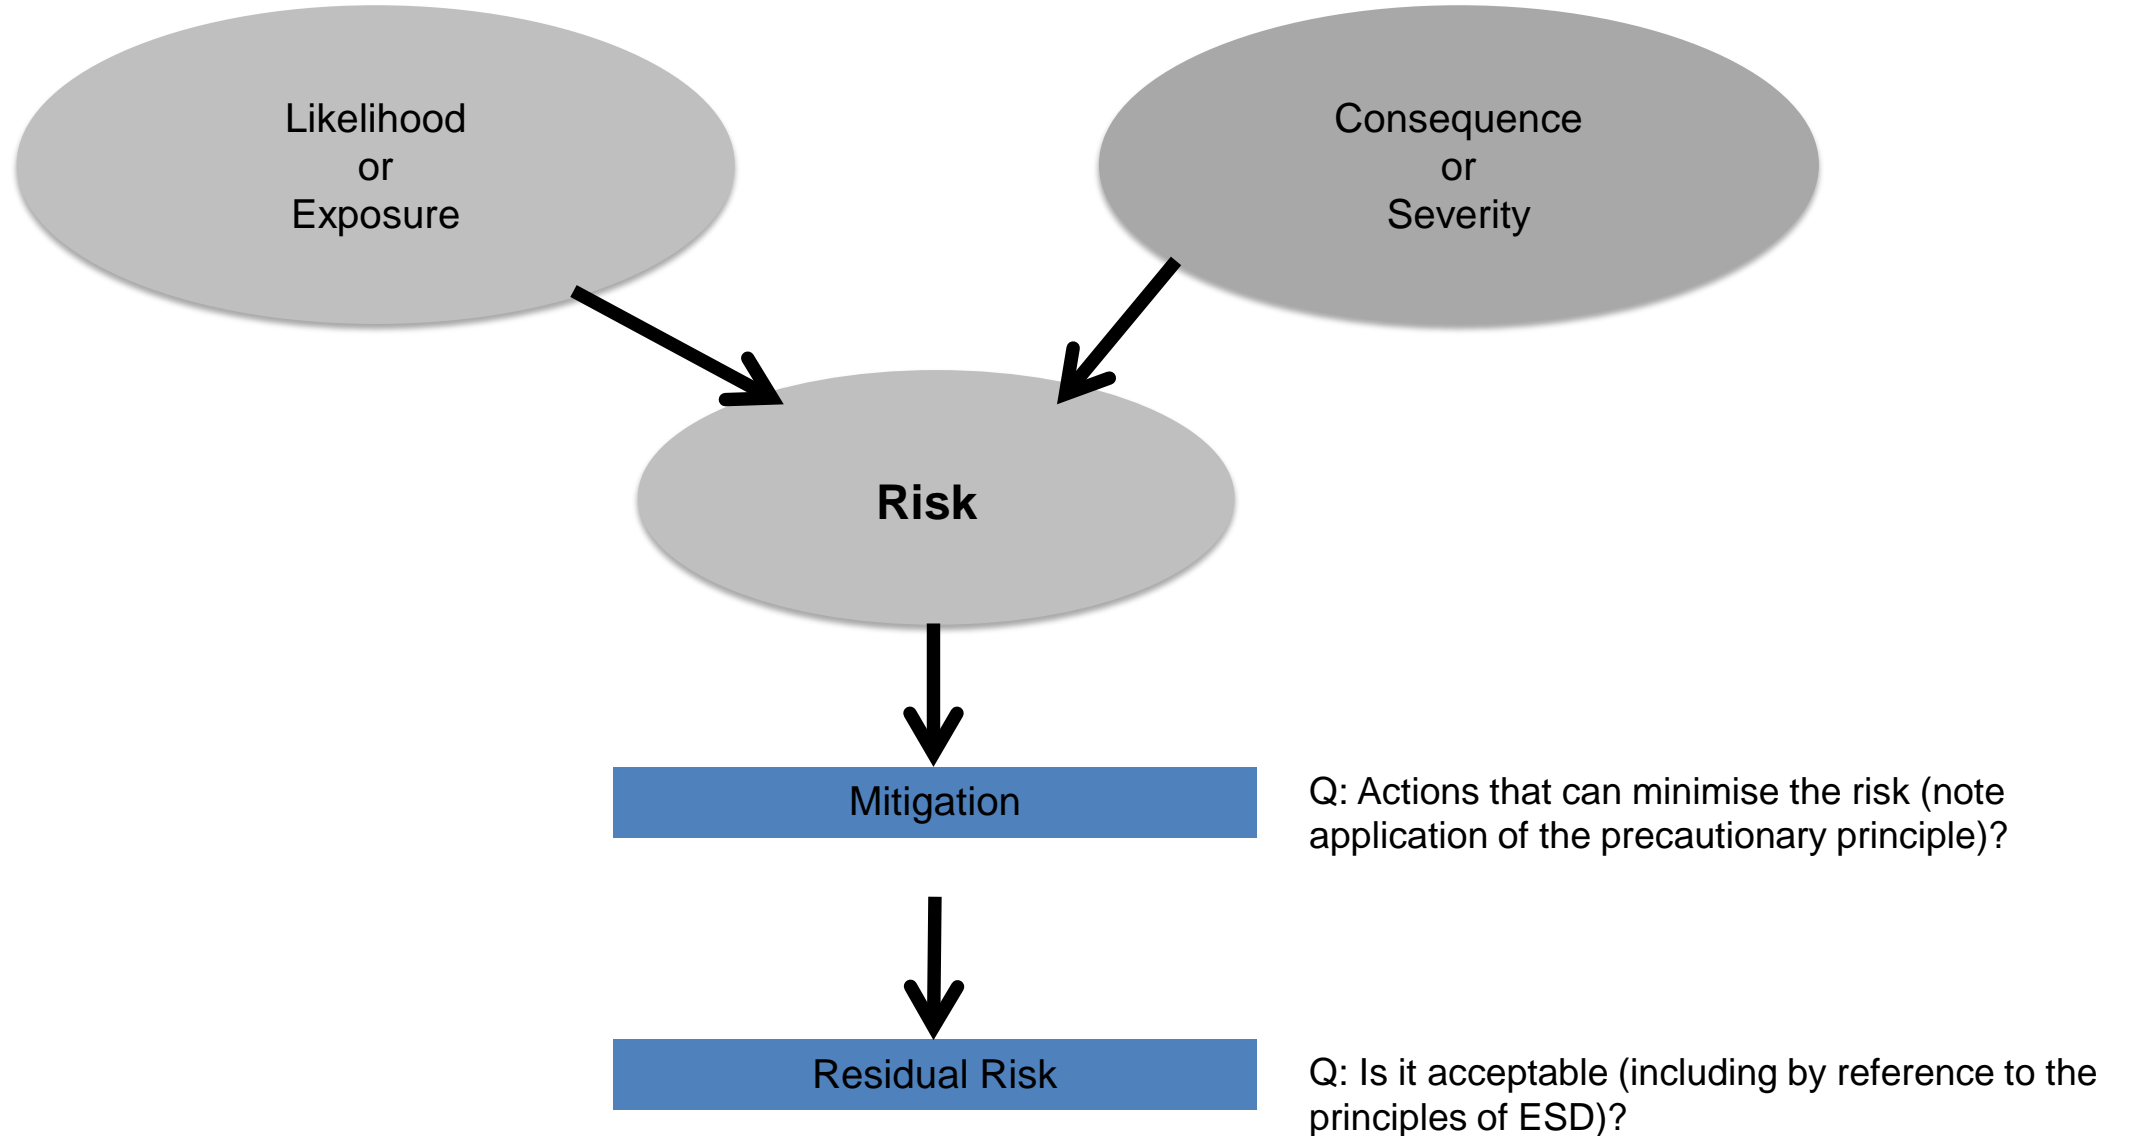 Likelihood
or
Exposure
Consequence
or
Severity
Risk
Mitigation
Q: Actions that can minimise the risk (note
application of the precautionary principle)?
Residual Risk
Q: Is it acceptable (including by reference to the
principles of ESD)?